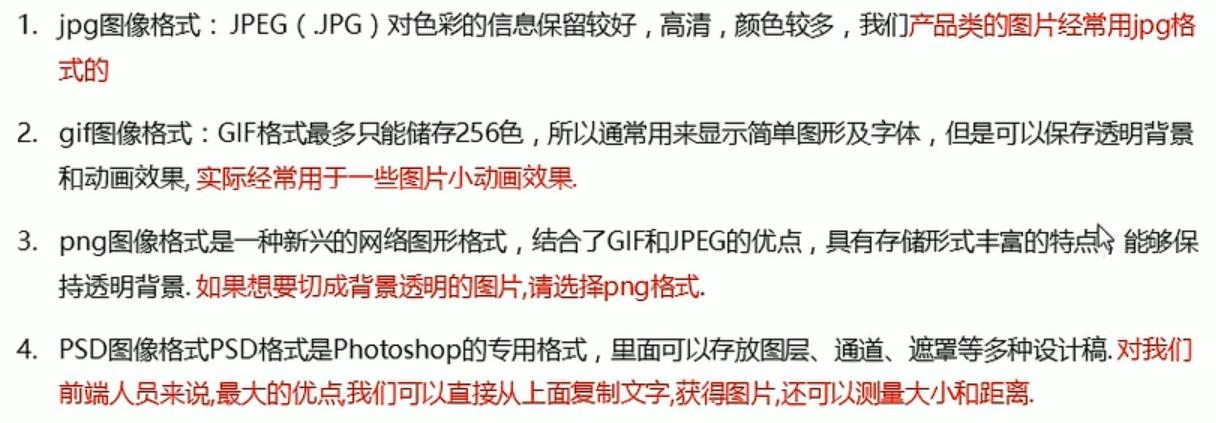 1. jpg图像格式：JPEG（.JPG）对色彩的信息保留较好，高清，颜色较多，我们产品类的图片经常用jpg格
式的
2. gif图像格式：GIF格式最多只能储存256色，所以通常用来显示简单图形及字体，但是可以保存透明背景
和动画效果, 实际经常用于一些图片小动画效果.
3. png图像格式是一种新兴的网络图形格式，结合了GIF和JPEG的优点，具有存储形式丰富的特点，能够保
持透明背景. 如果想要切成背景透明的图片,请选择png格式.
4. PSD图像格式PSD格式是Photoshop的专用格式，里面可以存放图层、通道、遮罩等多种设计稿. 对我们
前端人员来说,最大的优点,我们可以直接从上面复制文字,获得图片,还可以测量大小和距离.